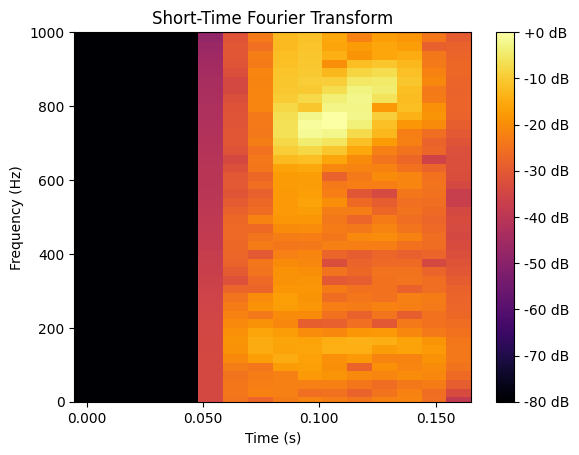 Short-Time Fourier Transform
1000
800
600
400
200
0
Frequency (Hz)
0.000
0.050
0.100
0.150
Time (s)
+0 dB
-10 dB
-20 dB
-30 dB
-40 dB
-50 dB
-60 dB
-70 dB
-80 dB